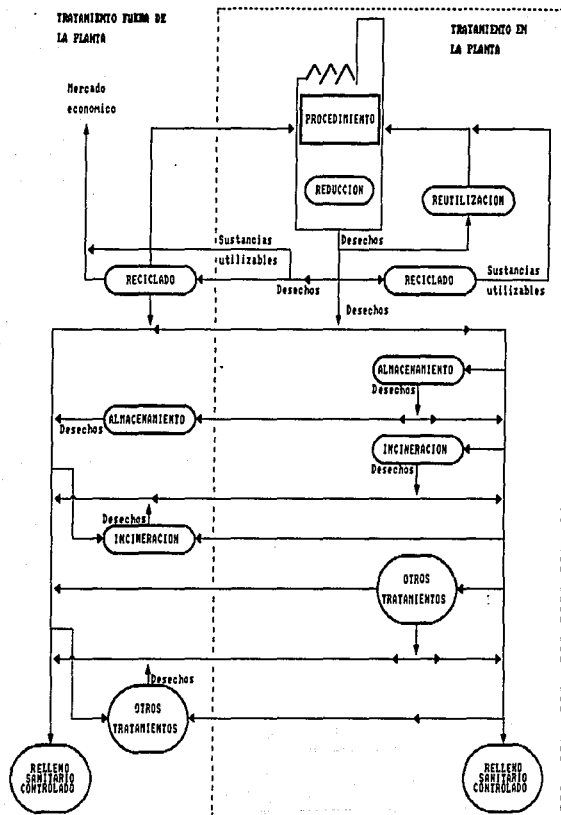 TRATAMIENTO FUERA DE
LA PLANTA
TRATAMIENTO EN
LA PLANTA
Mercado
economico
PROCEDIMIENTO
REDUCCION
REUTILIZACION
Desechos
Sustancias
utilizables
RECICLADO
Desechos
RECICLADO
Sustancias
utilizables
Desechos
ALMACENAMIENTO
Desechos
ALMACENAMIENTO
Desechos
INCINERACION
Desechos
Desechos
INCINERACION
OTROS
TRATAMIENTOS
Desechos
OTROS
TRATAMIENTOS
RELLENO
SANITARIO
CONTROLADO
RELLENO
SANITARIO
CONTROLADO